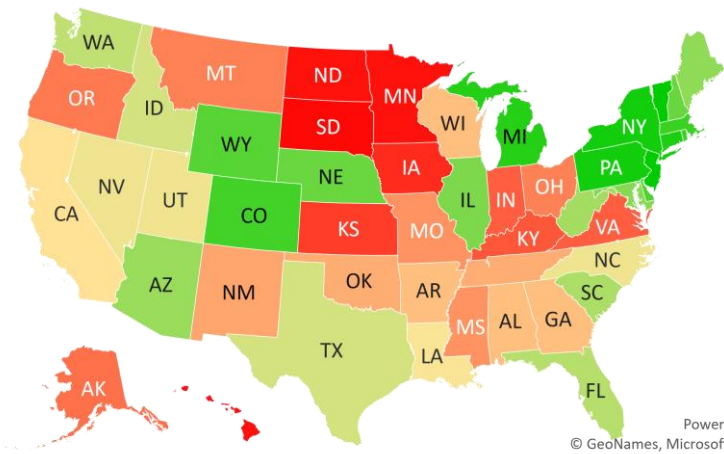 WA
MT
ND
MN
OR
ID
SD
WI
MI
NY
WY
IA
NE
PA
NV
UT
CO
IL
IN
OH
CA
KS
MO
KY
VA
AZ
NM
OK
AR
NC
SC
TX
LA
MS
AL
GA
FL
AK
Power
© GeoNames, Microsof